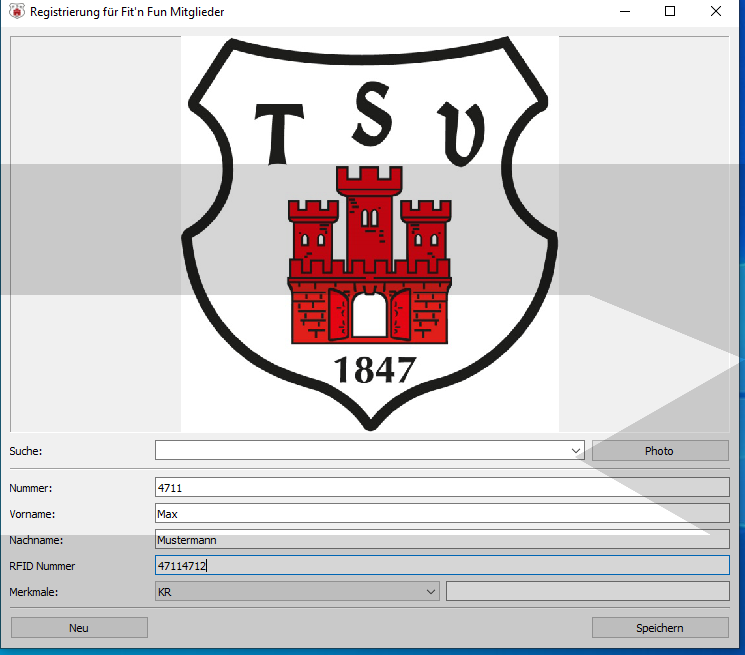 Registrierung für Fit'n Fun Mitglieder
T S V
1847
Suche:
Photo
Nummer: 4711
Vorname: Max
Nachname: Mustermann
RFID Nummer 47114712
Merkmale: KR
Neu
Speichern